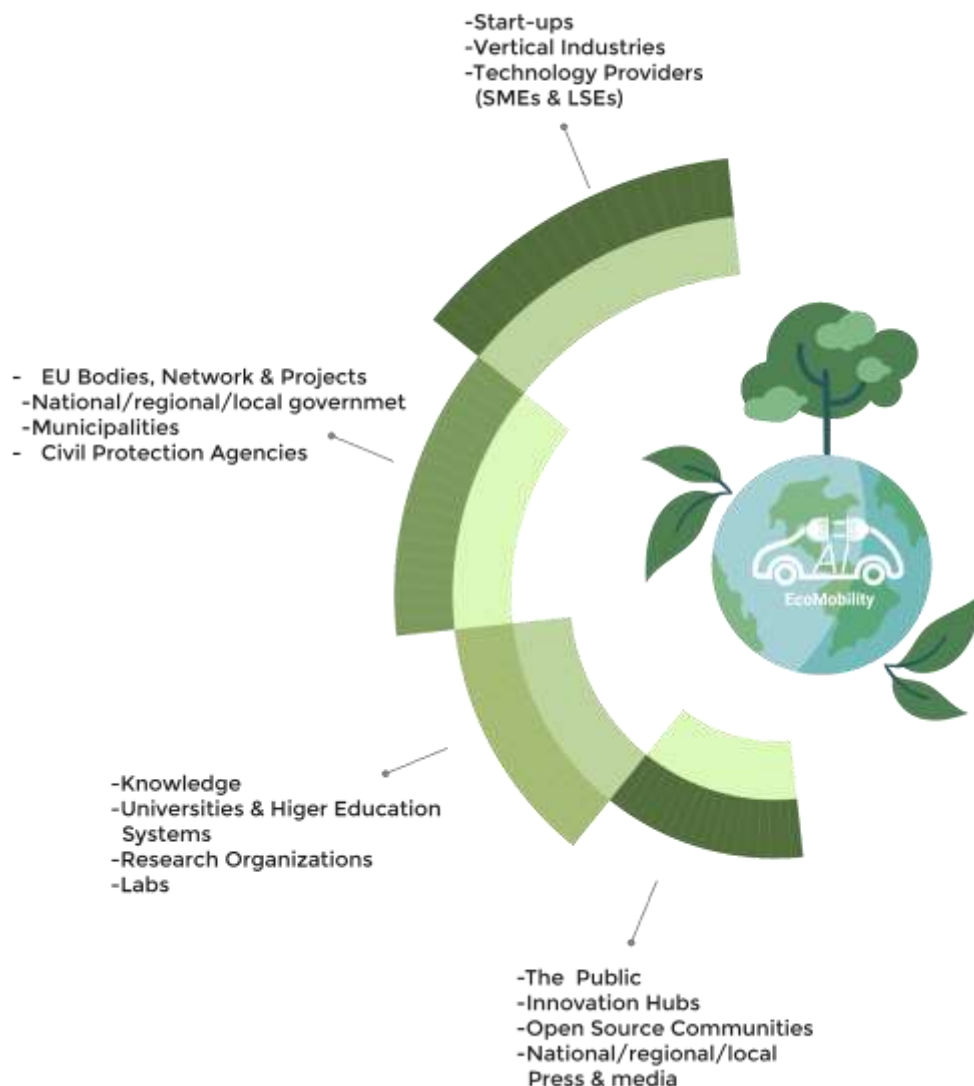 -Start-ups
-Vertical Industries
-Technology Providers
(SMEs & LSEs)
- EU Bodies, Network & Projects
-National/regional/local governmet
-Municipalities
- Civil Protection Agencies
AI
EcoMobility
-Knowledge
-Universities & Higer Education
Systems
-Research Organizations
-Labs
-The Public
-Innovation Hubs
-Open Source Communities
-National/regional/local
Press & media